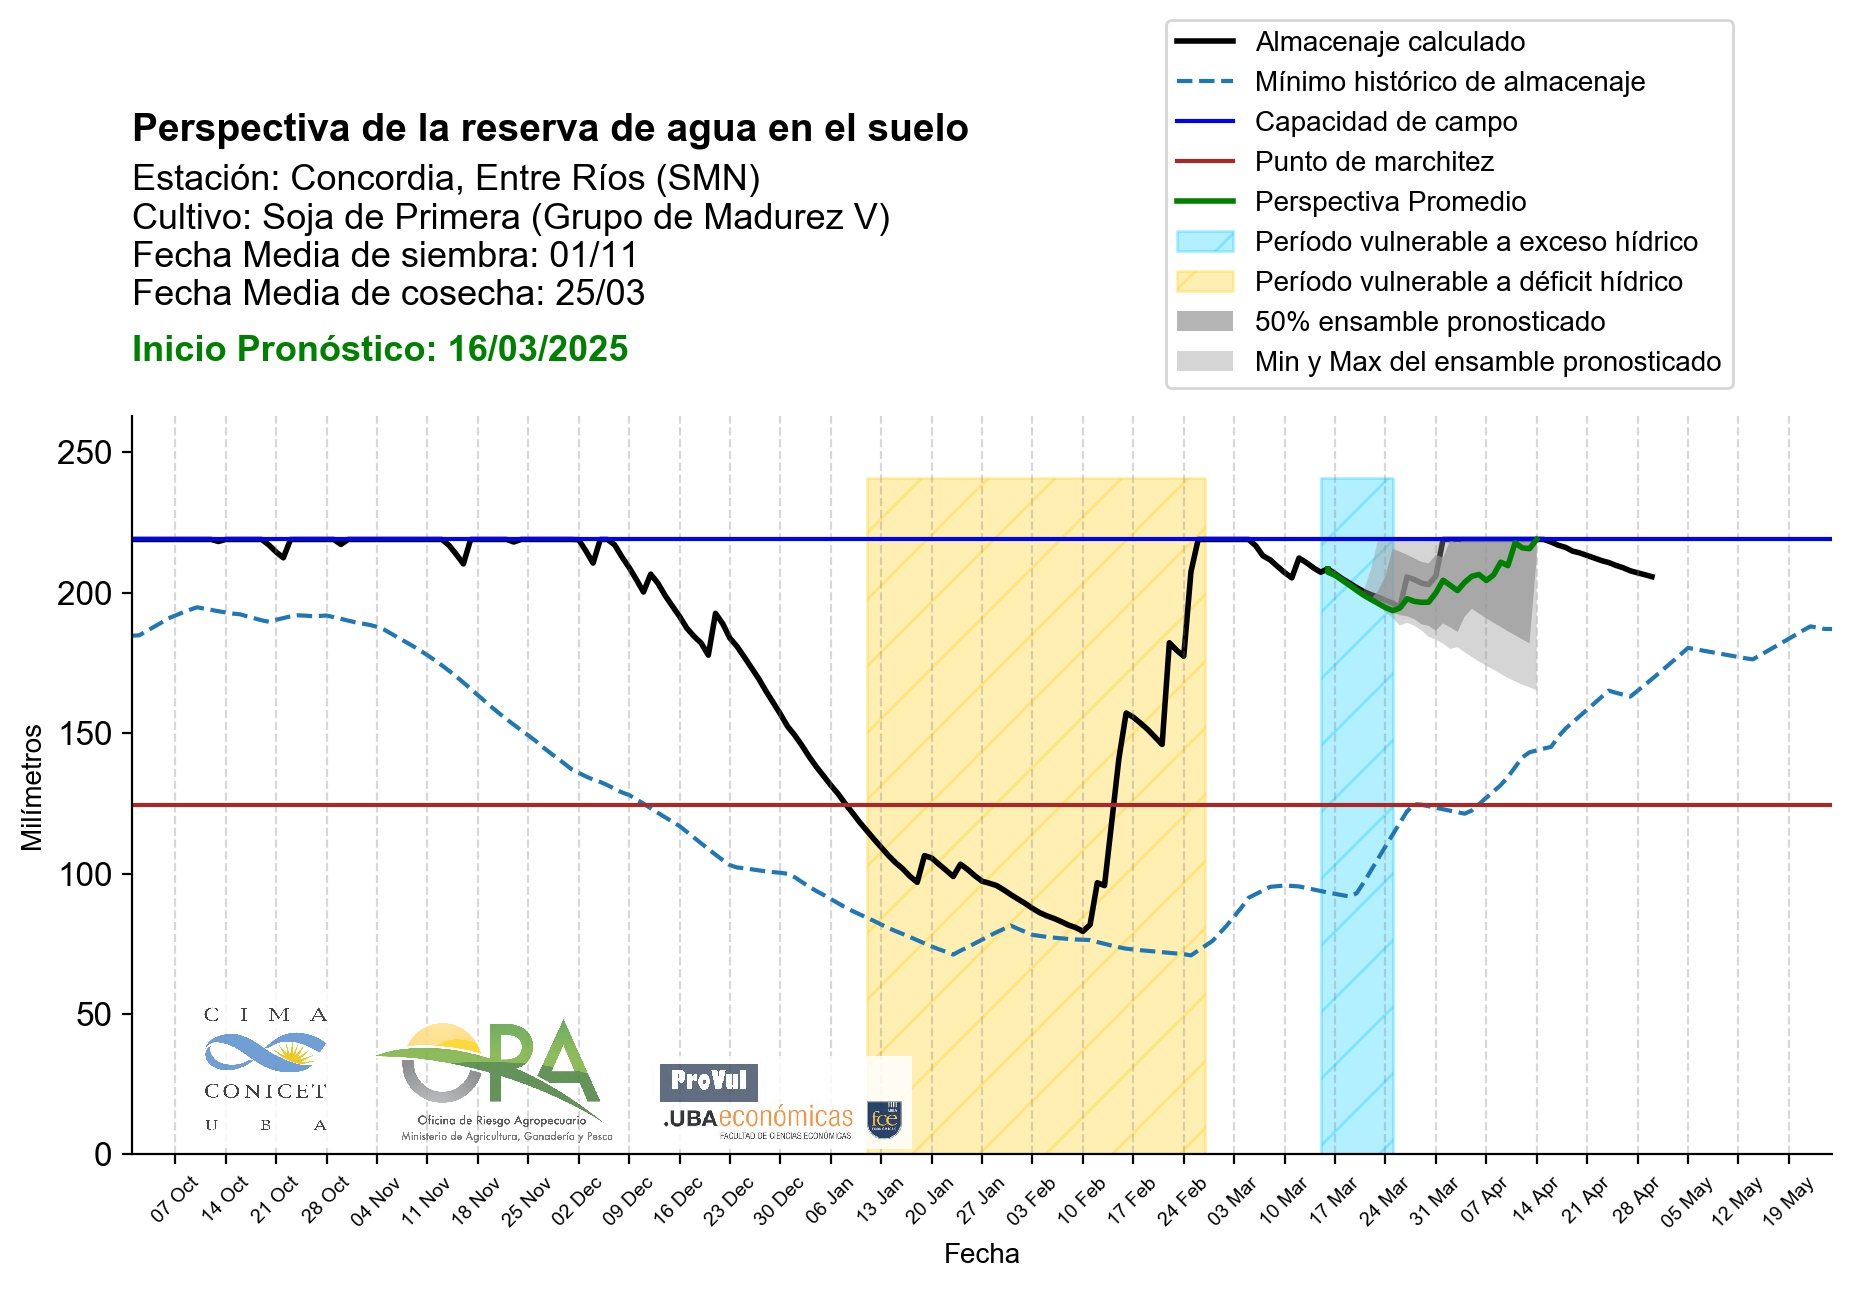 Almacenaje calculado
Mínimo histórico de almacenaje
Capacidad de campo
Punto de marchitez
Perspectiva Promedio
Período vulnerable a exceso hídrico
Período vulnerable a déficit hídrico
50% ensamble pronosticado
Min y Max del ensamble pronosticado
Perspectiva de la reserva de agua en el suelo
Estación: Concordia, Entre Ríos (SMN)
Cultivo: Soja de Primera (Grupo de Madurez V)
Fecha Media de siembra: 01/11
Fecha Media de cosecha: 25/03
Inicio Pronóstico: 16/03/2025
250
200
150
100
50
0
Milímetros
C I M A
CONICET
U B A
OPA
Oficina de Riesgo Agropecuario
Ministerio de Agricultura, Ganadería y Pesca
ProVul
.UBAeconómicas
FACULTAD DE CIENCIAS ECONÓMICAS
UBA
fce
07 Oct
14 Oct
21 Oct
28 Oct
04 Nov
11 Nov
18 Nov
25 Nov
02 Dec
09 Dec
16 Dec
23 Dec
30 Dec
06 Jan
13 Jan
20 Jan
27 Jan
03 Feb
10 Feb
17 Feb
24 Feb
03 Mar
10 Mar
17 Mar
24 Mar
31 Mar
07 Apr
14 Apr
21 Apr
28 Apr
05 May
12 May
19 May
Fecha